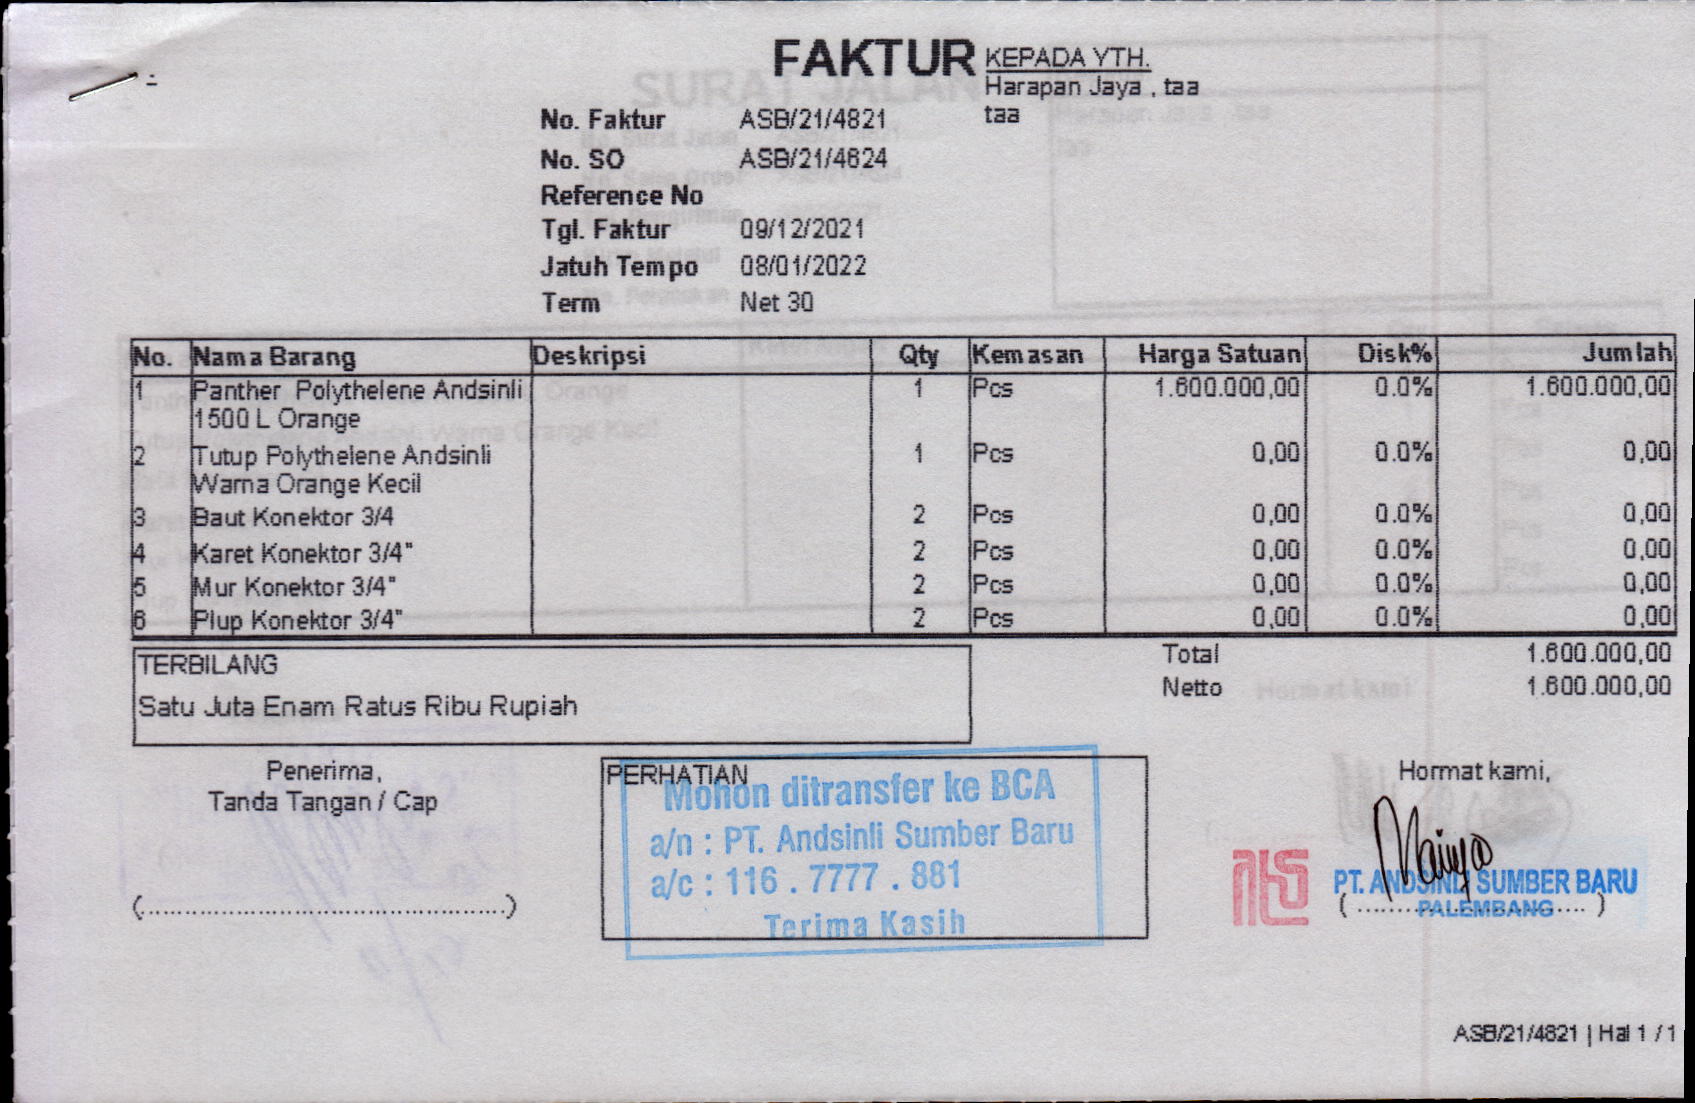 FAKTUR
KEPADA YTH.
Harapan Jaya , taa
taa
No. Faktur ASB/21/4821
No. SO ASB/21/4824
Reference No
Tgl. Faktur 09/12/2021
Jatuh Tempo 08/01/2022
Term Net 30
No. Nama Barang Deskripsi Qty Kemasan Harga Satuan Disk% Jumlah
1 Panther Polythelene Andsinli 1 Pcs 1.600.000,00 0.0% 1.600.000,00
1500 L Orange
2 Tutup Polythelene Andsinli 1 Pcs 0,00 0.0% 0,00
Warna Orange Kecil
3 Baut Konektor 3/4 2 Pcs 0,00 0.0% 0,00
4 Karet Konektor 3/4" 2 Pcs 0,00 0.0% 0,00
5 Mur Konektor 3/4" 2 Pcs 0,00 0.0% 0,00
6 Plup Konektor 3/4" 2 Pcs 0,00 0.0% 0,00
Total 1.600.000,00
Netto 1.600.000,00
TERBILANG
Satu Juta Enam Ratus Ribu Rupiah
Penerima,
Tanda Tangan / Cap
(................................................)
PERHATIAN
Mohon ditransfer ke BCA
a/n : PT. Andsinli Sumber Baru
a/c : 116 . 7777 . 881
Terima Kasih
Hormat kami,
PT. ANDSINLI SUMBER BARU
PALEMBANG
ASB/21/4821 | Hal 1 / 1